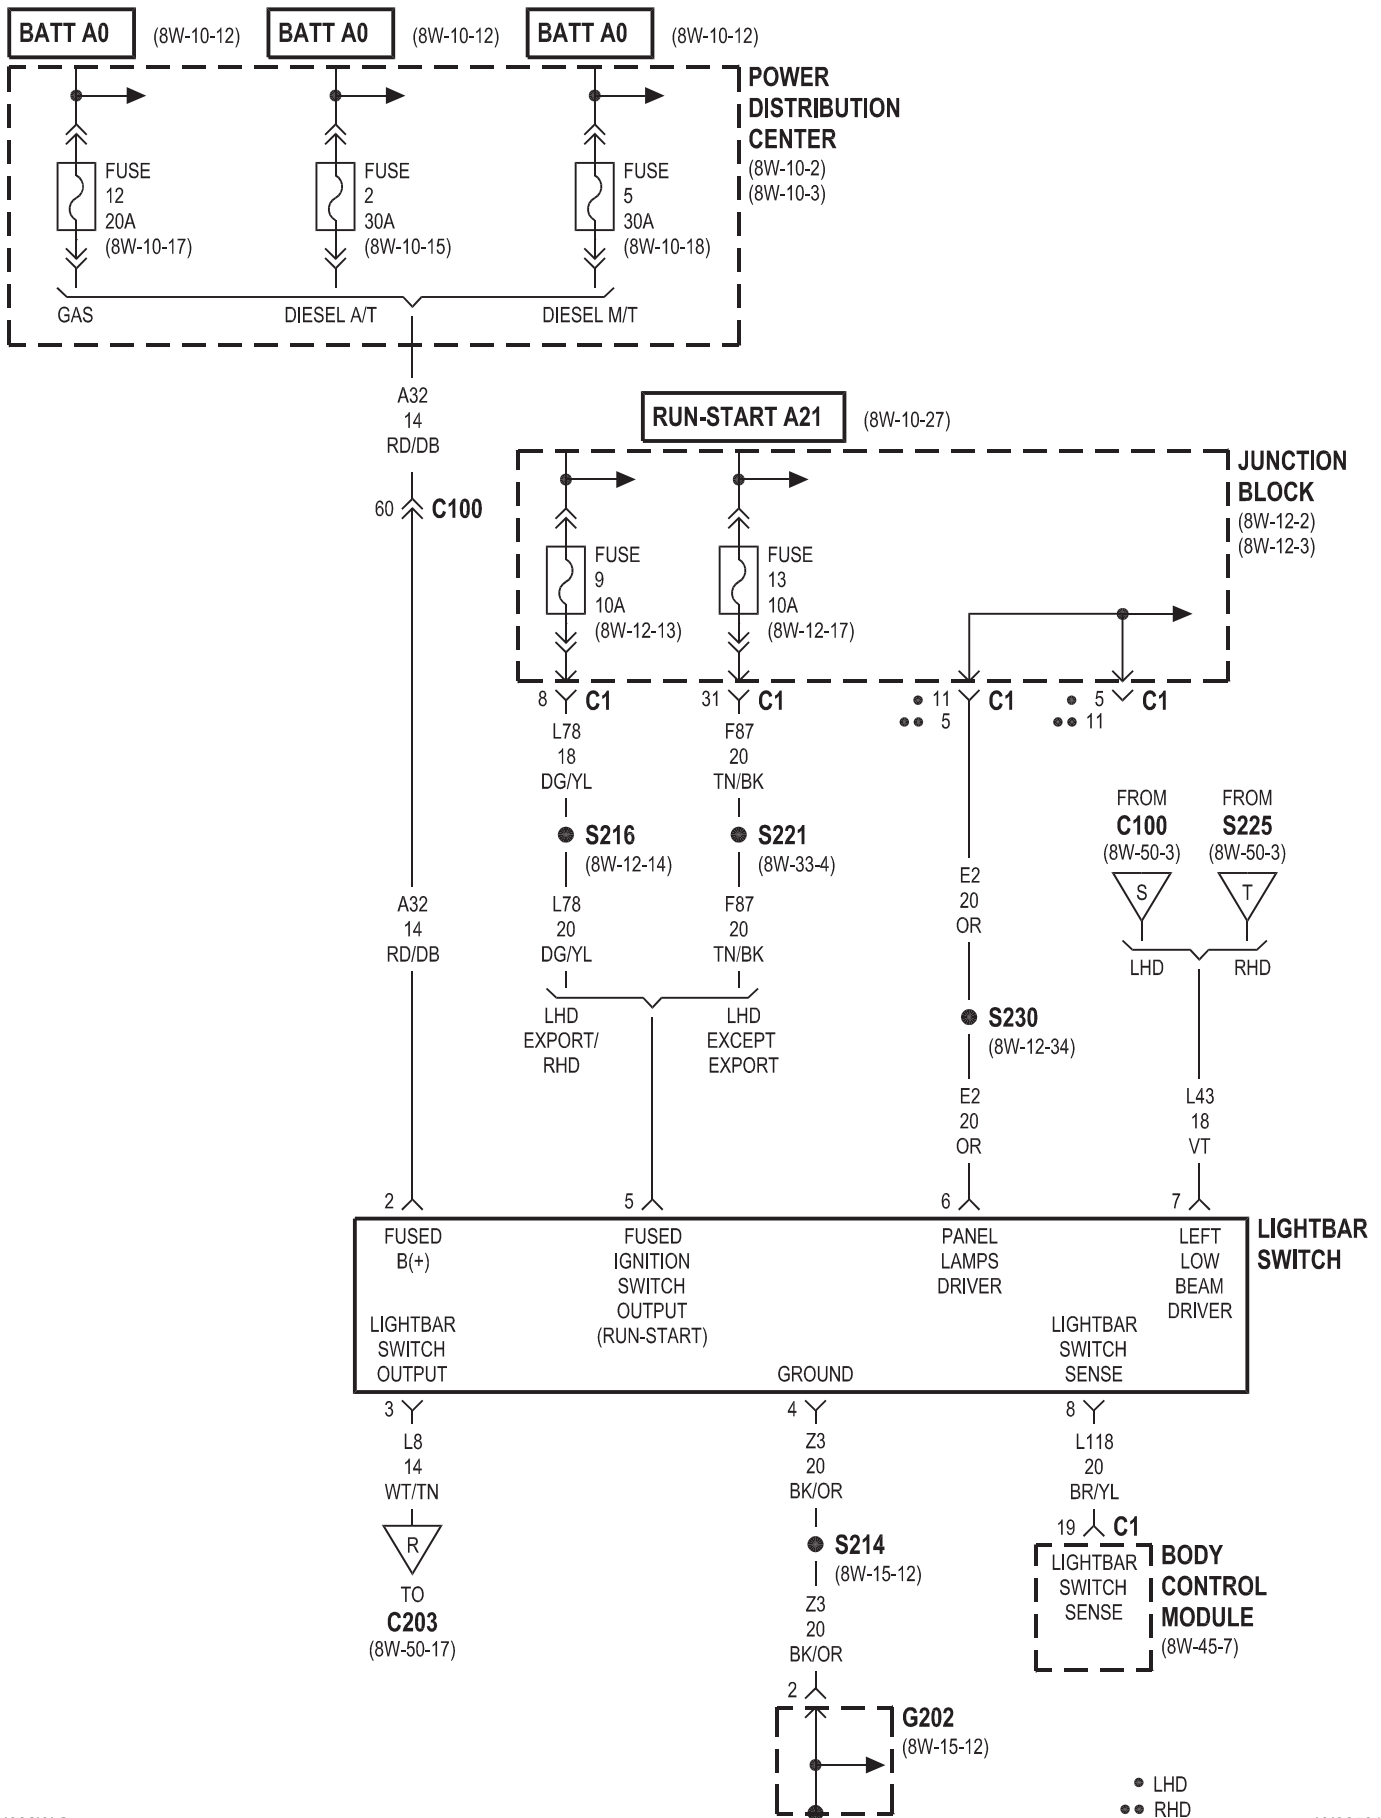 BATT A0 (8W-10-12) BATT A0 (8W-10-12) BATT A0 (8W-10-12)
POWER
DISTRIBUTION
CENTER
(8W-10-2)
(8W-10-3)
FUSE
12
20A
(8W-10-17)
FUSE
2
30A
(8W-10-15)
FUSE
5
30A
(8W-10-18)
GAS DIESEL A/T DIESEL M/T
A32
14
RD/DB
60 C100
RUN-START A21 (8W-10-27)
JUNCTION
BLOCK
(8W-12-2)
(8W-12-3)
FUSE
9
10A
(8W-12-13)
FUSE
13
10A
(8W-12-17)
8 C1
31 C1
• 11 C1
•• 5
• 5 C1
•• 11
L78
18
DG/YL
F87
20
TN/BK
S216
(8W-12-14)
S221
(8W-33-4)
FROM
C100
(8W-50-3)
S
FROM
S225
(8W-50-3)
T
A32
14
RD/DB
L78
20
DG/YL
F87
20
TN/BK
E2
20
OR
LHD RHD
LHD
EXPORT/
RHD
LHD
EXCEPT
EXPORT
S230
(8W-12-34)
E2
20
OR
L43
18
VT
2 5 6 7
LIGHTBAR
SWITCH
FUSED
B(+)
FUSED
IGNITION
SWITCH
OUTPUT
(RUN-START)
PANEL
LAMPS
DRIVER
LEFT
LOW
BEAM
DRIVER
LIGHTBAR
SWITCH
OUTPUT
GROUND
LIGHTBAR
SWITCH
SENSE
3 4 8
L8
14
WT/TN
R
TO
C203
(8W-50-17)
Z3
20
BK/OR
S214
(8W-15-12)
Z3
20
BK/OR
2
G202
(8W-15-12)
L118
20
BR/YL
19 C1
LIGHTBAR
SWITCH
SENSE
BODY
CONTROL
MODULE
(8W-45-7)
• LHD
•• RHD